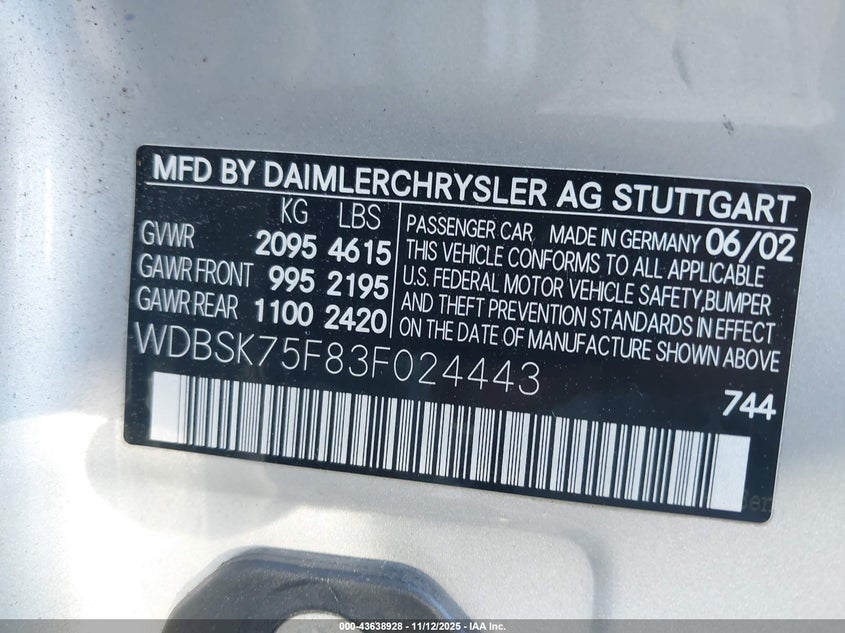 MFD BY DAIMLERCHRYSLER AG STUTTGART
KG LBS
GVWR 2095 4615
GAWR FRONT 995 2195
GAWR REAR 1100 2420
PASSENGER CAR MADE IN GERMANY 06/02
THIS VEHICLE CONFORMS TO ALL APPLICABLE
U.S. FEDERAL MOTOR VEHICLE SAFETY,BUMPER
AND THEFT PREVENTION STANDARDS IN EFFECT
ON THE DATE OF MANUFACTURE SHOWN ABOVE
WDBSK75F83F024443
744
000-43638928 - 11/12/2025 - IAA Inc.